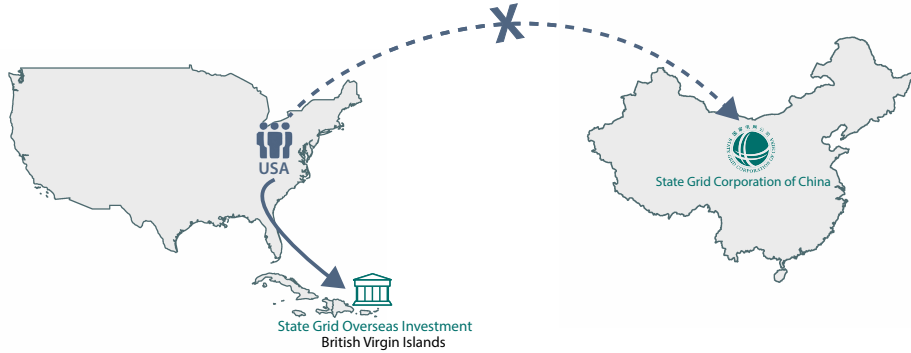 USA
State Grid Corporation of China
State Grid Overseas Investment
British Virgin Islands